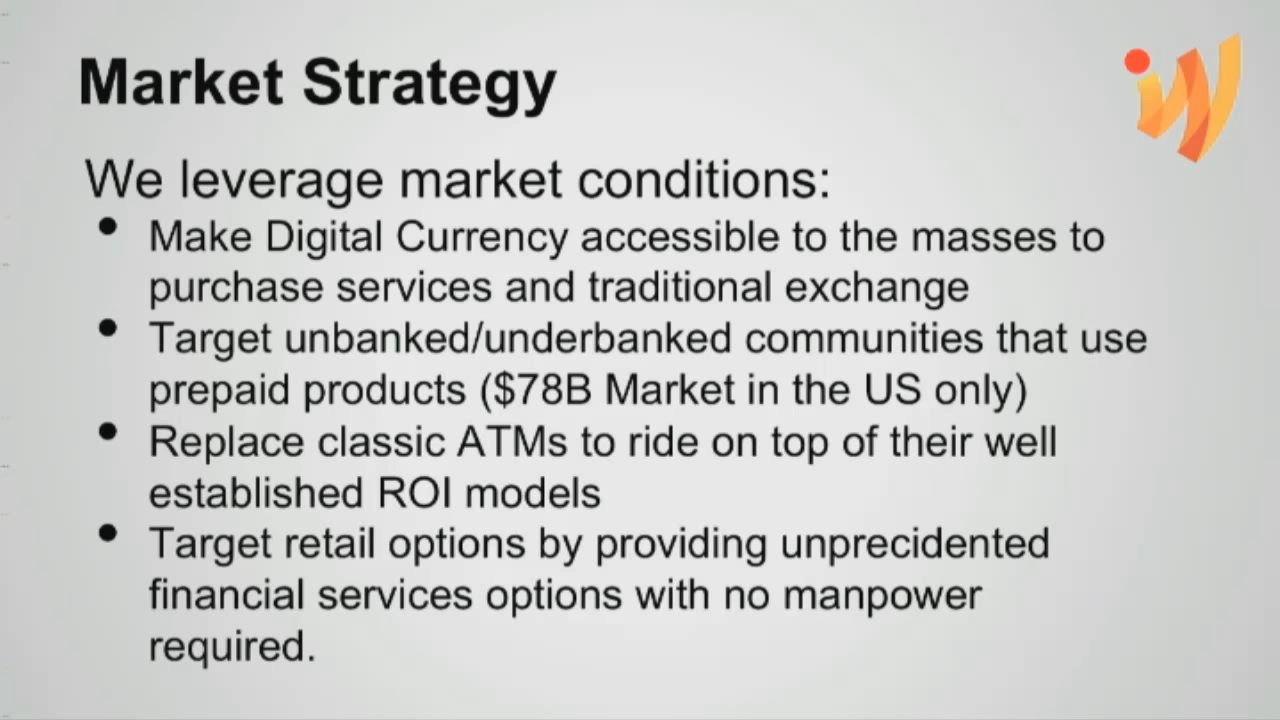 Market Strategy
We leverage market conditions:
• Make Digital Currency accessible to the masses to
purchase services and traditional exchange
• Target unbanked/underbanked communities that use
prepaid products ($78B Market in the US only)
• Replace classic ATMs to ride on top of their well
established ROI models
• Target retail options by providing unprecidented
financial services options with no manpower
required.
iW